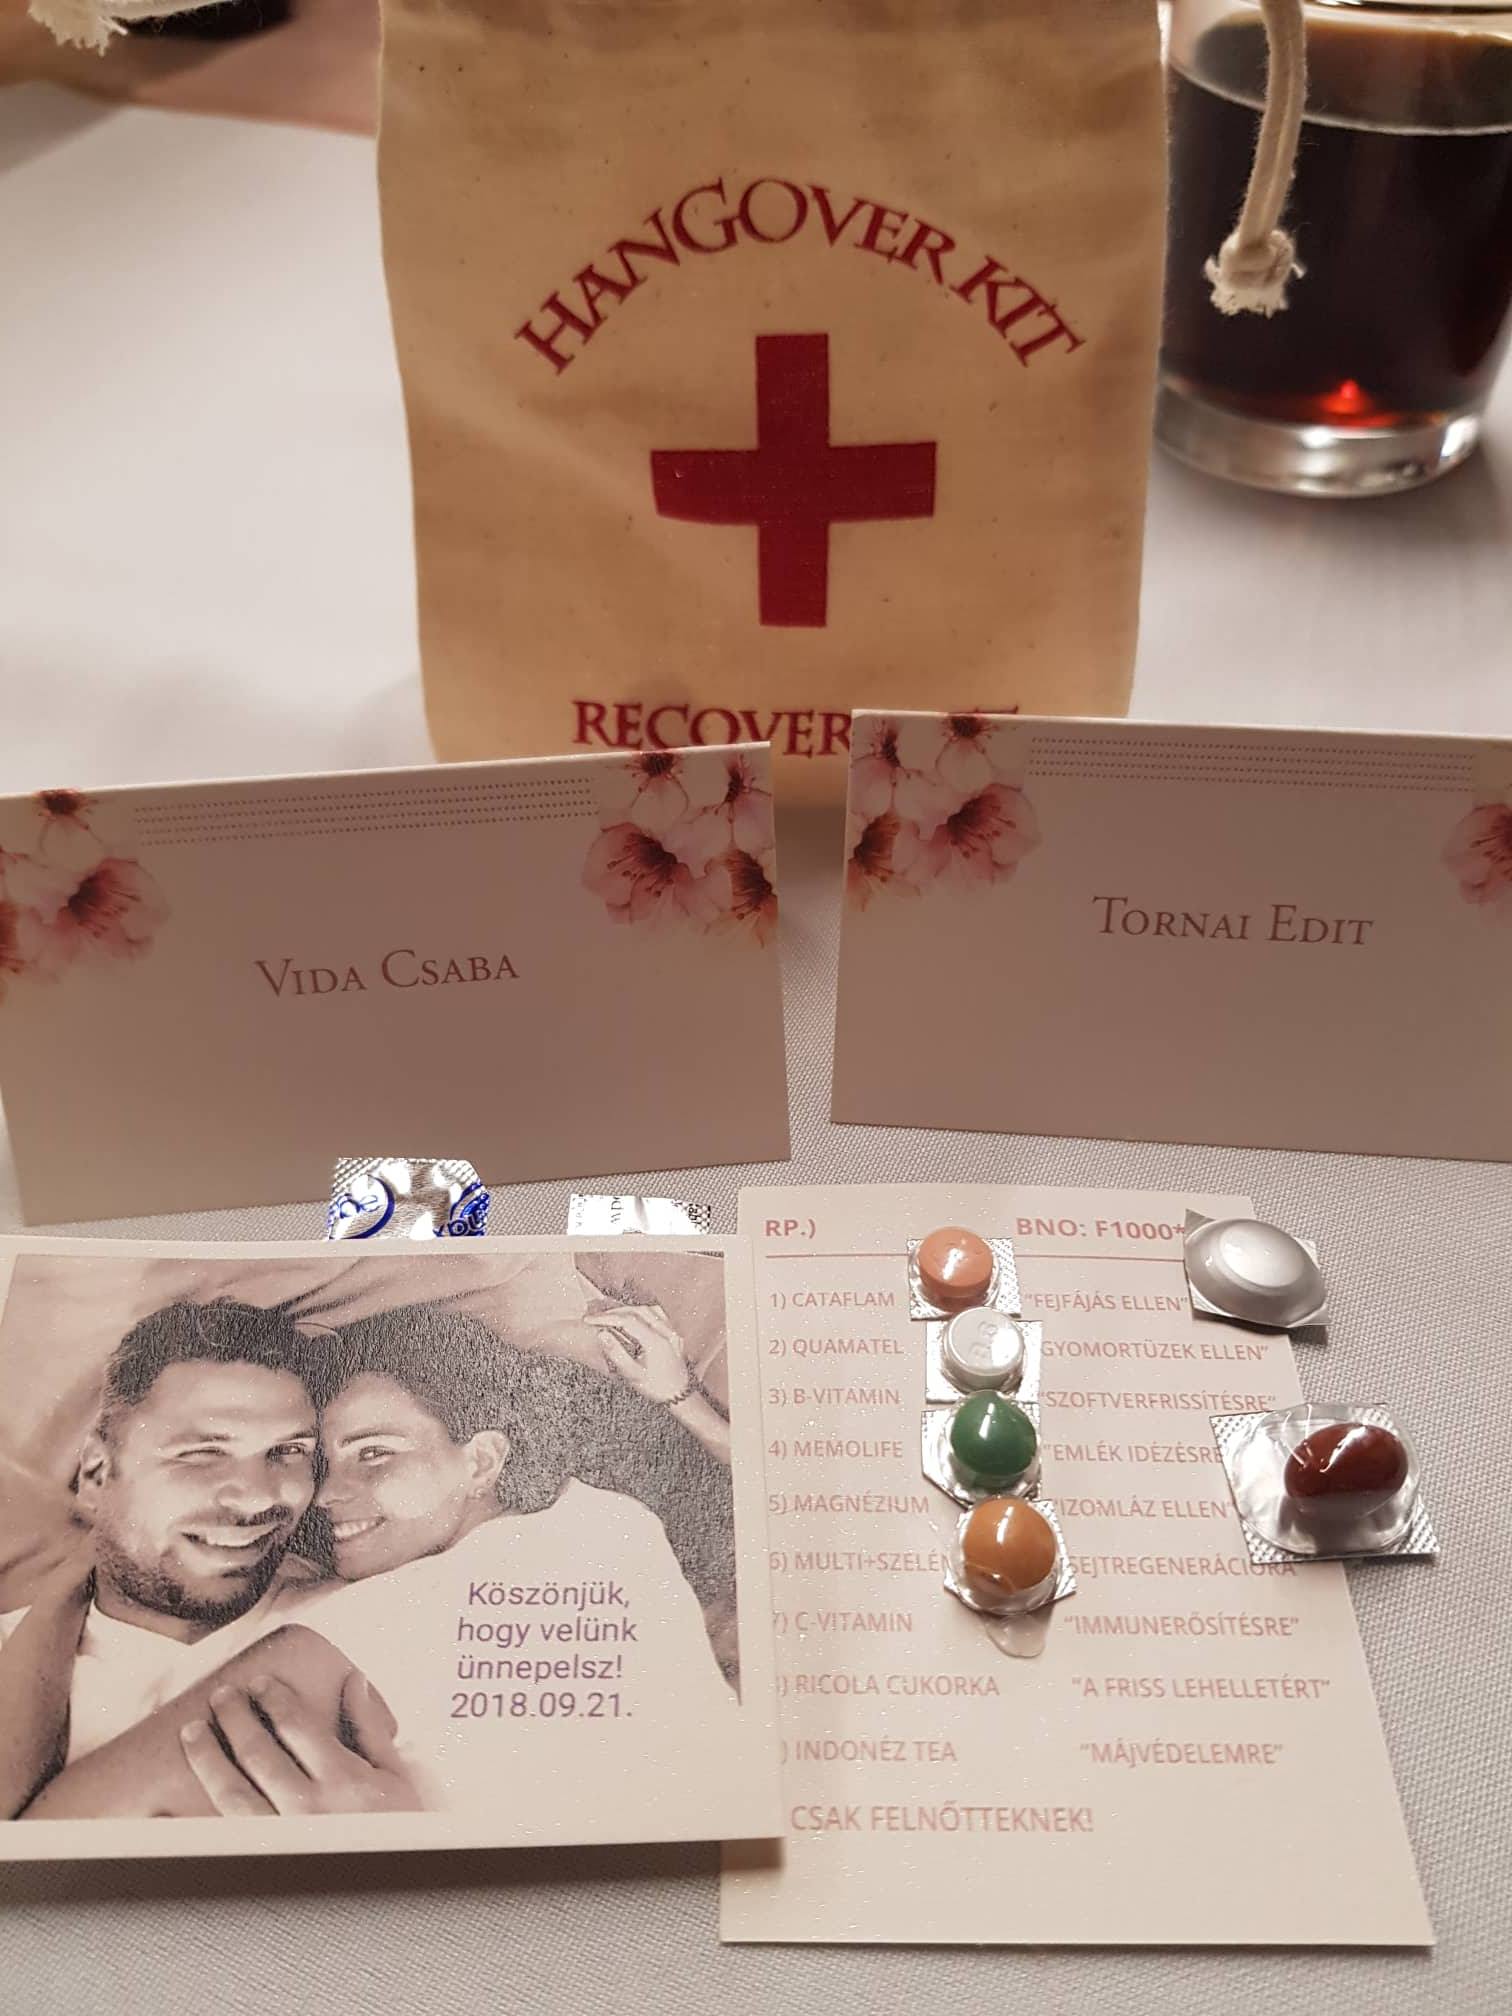 HANGOVER KIT
RECOVER
VIDA CSABA
TORNAI EDIT
Köszönjük,
hogy velünk
ünnepelsz!
2018.09.21.
RP.) BNO: F1000*
1) CATAFLAM "FEJFÁJÁS ELLEN"
2) QUAMATEL GYOMORTÜZEK ELLEN"
3) B-VITAMIN "SZOFTVERFRISSÍTÉSRE"
4) MEMOLIFE "EMLÉK IDÉZÉSRE
5) MAGNÉZIUM "IZOMLÁZ ELLEN"
6) MULTI+SZELÉN SEJTREGENERÁCIÓRA
7) C-VITAMIN "IMMUNERŐSÍTÉSRE"
) RICOLA CUKORKA "A FRISS LEHELLETÉRT"
) INDONÉZ TEA "MÁJVÉDELEMRE"
CSAK FELNŐTTEKNEK!